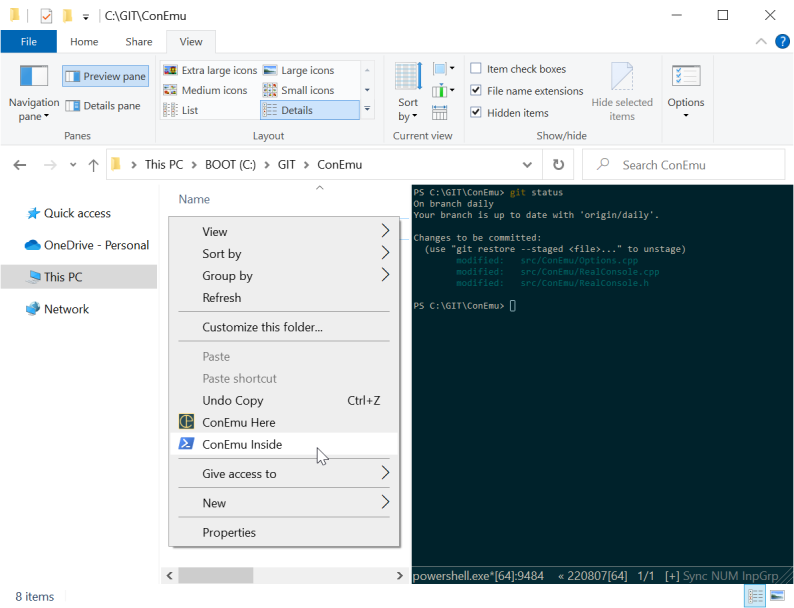 C:\GIT\ConEmu
File Home Share View
Navigation pane
Preview pane
Details pane
Panes
Extra large icons Large icons
Medium icons Small icons
List Details
Layout
Sort by
Current view
Item check boxes
File name extensions
Hidden items
Hide selected items
Show/hide
Options
This PC > BOOT (C:) > GIT > ConEmu
Search ConEmu
Quick access
OneDrive - Personal
This PC
Network
Name
View
Sort by
Group by
Refresh
Customize this folder...
Paste
Paste shortcut
Undo Copy Ctrl+Z
ConEmu Here
ConEmu Inside
Give access to
New
Properties
PS C:\GIT\ConEmu> git status
On branch daily
Your branch is up to date with 'origin/daily'.
Changes to be committed:
(use "git restore --staged <file>..." to unstage)
modified: src/ConEmu/Options.cpp
modified: src/ConEmu/RealConsole.cpp
modified: src/ConEmu/RealConsole.h
PS C:\GIT\ConEmu>
powershell.exe*[64]:9484 « 220807[64] 1/1 [+] Sync NUM InpGrp
8 items